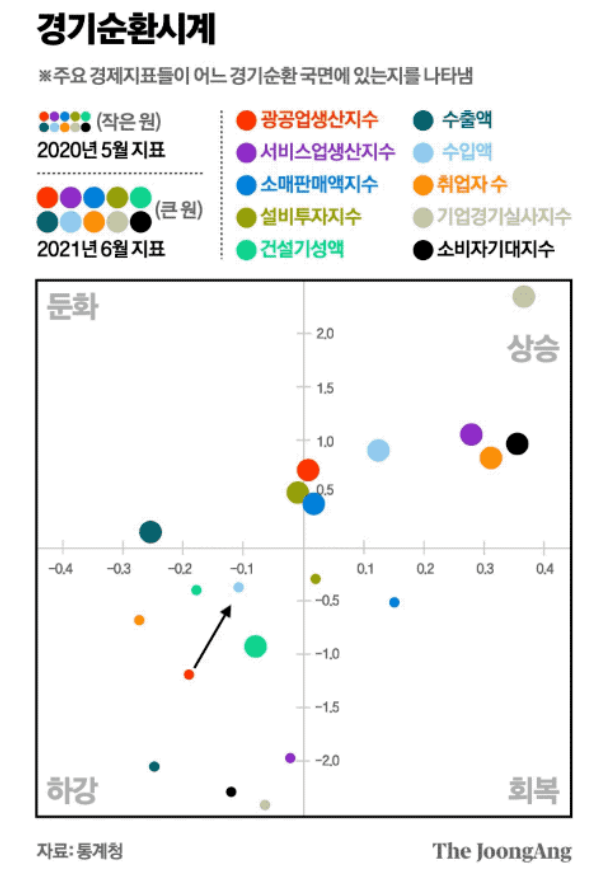 경기순환시계
※주요 경제지표들이 어느 경기순환 국면에 있는지를 나타냄
(작은 원)
2020년 5월 지표
(큰 원)
2021년 6월 지표
광공업생산지수
서비스업생산지수
소매판매액지수
설비투자지수
건설기성액
수출액
수입액
취업자 수
기업경기실사지수
소비자기대지수
둔화
상승
2.0
1.5
1.0
0.5
-0.4 -0.3 -0.2 -0.1 0.1 0.2 0.3 0.4
-0.5
-1.0
-1.5
-2.0
하강
회복
자료: 통계청
The JoongAng